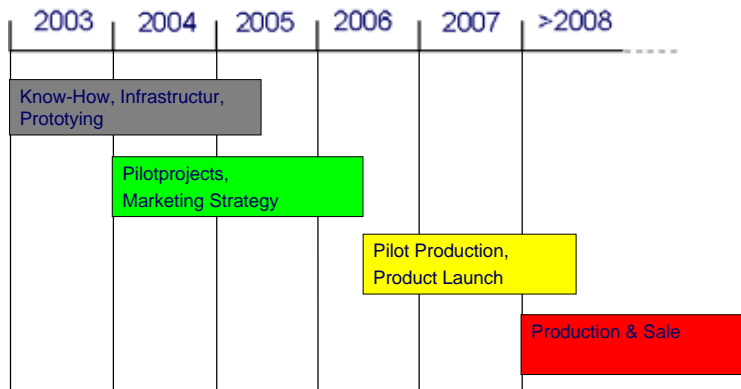 2003 2004 2005 2006 2007 >2008
Know-How, Infrastructur,
Prototying
Pilotprojects,
Marketing Strategy
Pilot Production,
Product Launch
Production & Sale